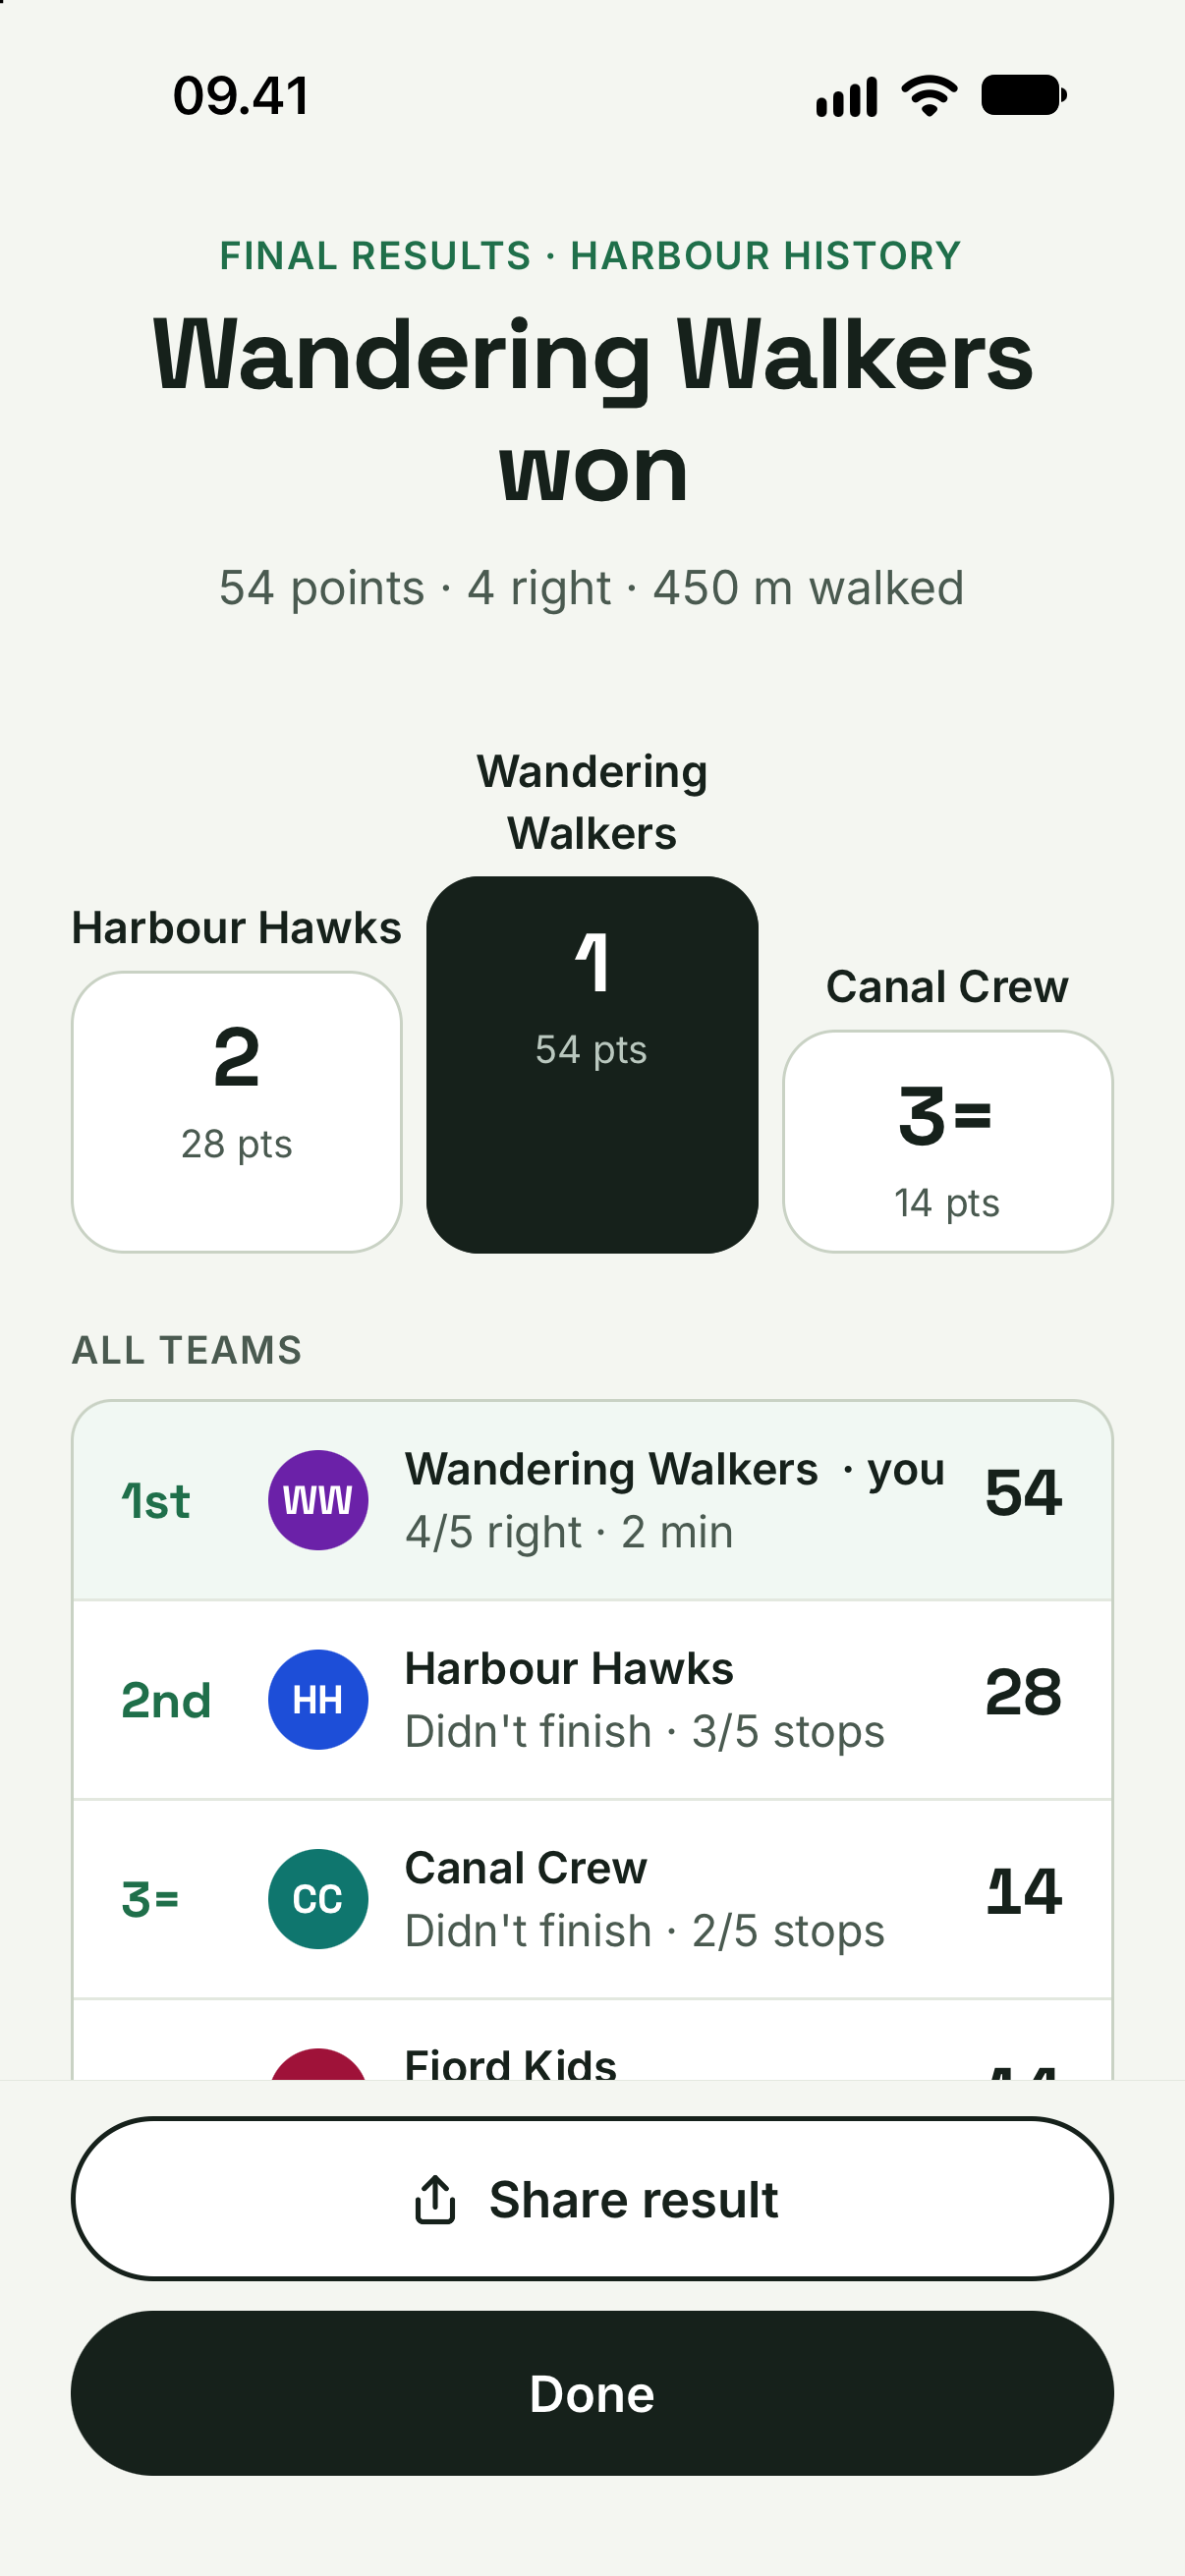 09.41
FINAL RESULTS · HARBOUR HISTORY
Wandering Walkers
won
54 points · 4 right · 450 m walked
Wandering
Walkers
Harbour Hawks
1
54 pts
Canal Crew
2
28 pts
3=
14 pts
ALL TEAMS
1st WW Wandering Walkers · you 54
4/5 right · 2 min
2nd HH Harbour Hawks 28
Didn't finish · 3/5 stops
3= CC Canal Crew 14
Didn't finish · 2/5 stops
Fjord Kids
Share result
Done